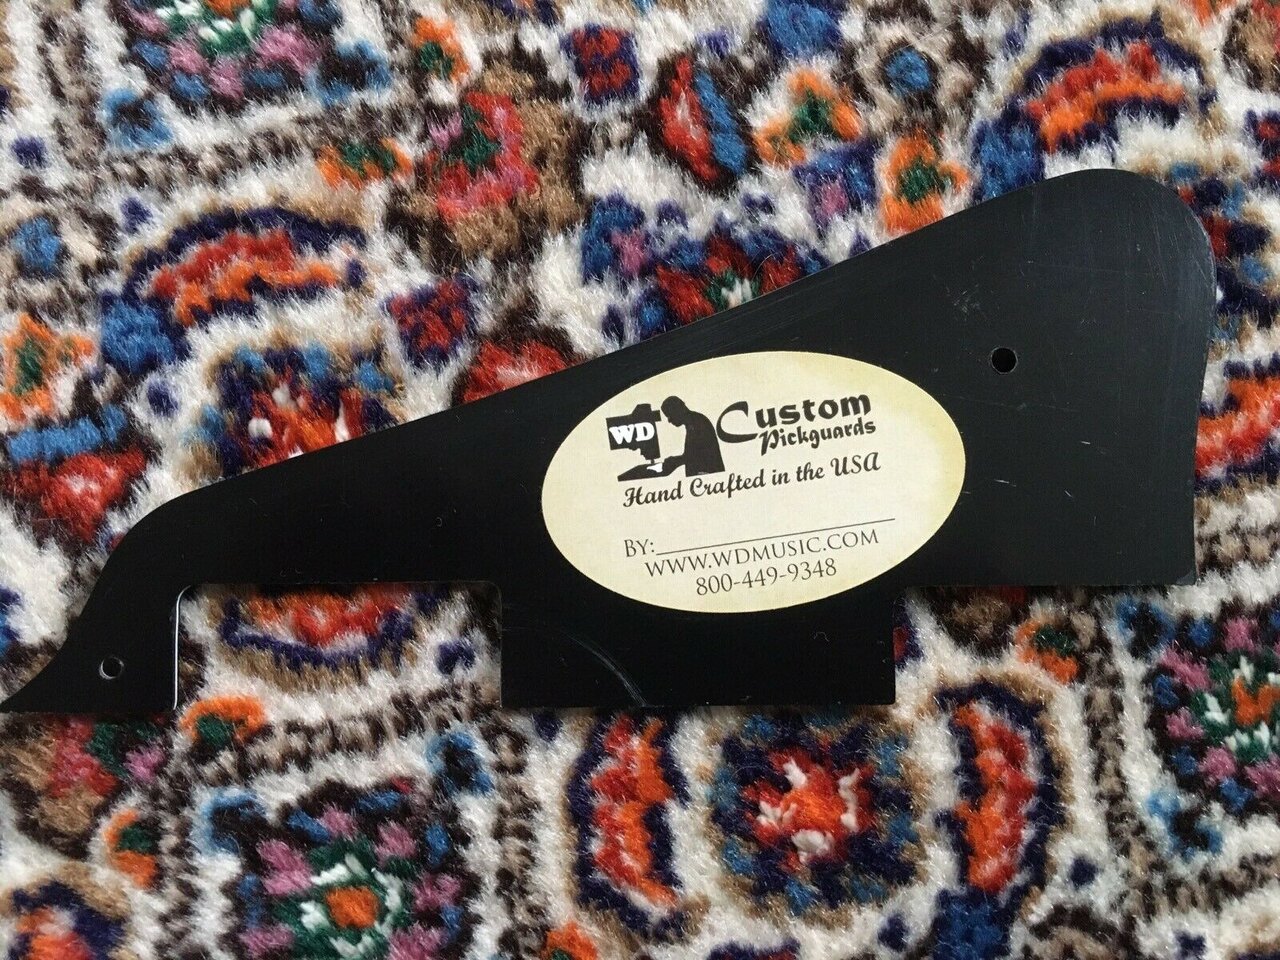 WD
Custom
Pickguards
Hand Crafted in the USA
BY:
WWW.WDMUSIC.COM
800-449-9348